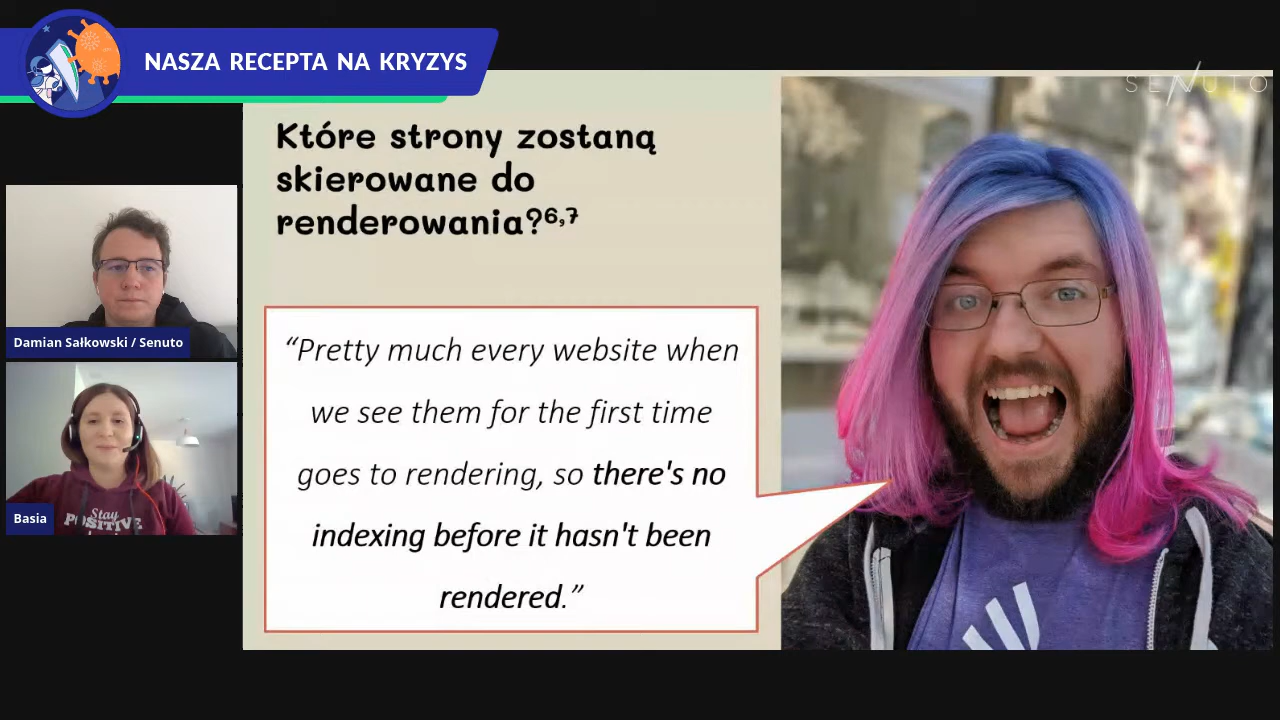 NASZA RECEPTA NA KRYZYS
SENUTO
Które strony zostaną
skierowane do
renderowania?⁶,⁷
“Pretty much every website when
we see them for the first time
goes to rendering, so there's no
indexing before it hasn't been
rendered.”
Damian Sałkowski / Senuto
Stay
POSITIVE
Basia